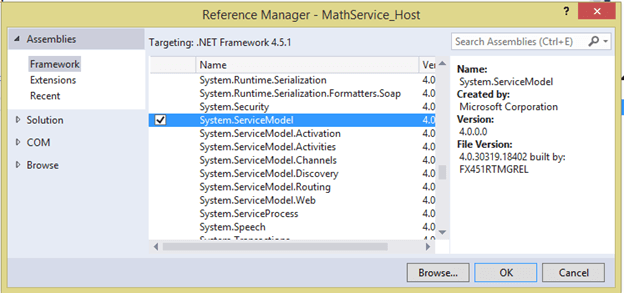 Reference Manager - MathService_Host
? x
Assemblies
Framework
Extensions
Recent
Solution
COM
Browse
Targeting: .NET Framework 4.5.1
Search Assemblies (Ctrl+E)
Name Ver
System.Runtime.Serialization 4.0
System.Runtime.Serialization.Formatters.Soap 4.0
System.Security 4.0
System.ServiceModel 4.0
System.ServiceModel.Activation 4.0
System.ServiceModel.Activities 4.0
System.ServiceModel.Channels 4.0
System.ServiceModel.Discovery 4.0
System.ServiceModel.Routing 4.0
System.ServiceModel.Web 4.0
System.ServiceProcess 4.0
System.Speech 4.0
System.Transactions 4.0
Name:
System.ServiceModel
Created by:
Microsoft Corporation
Version:
4.0.0.0
File Version:
4.0.30319.18402 built by:
FX451RTMGREL
Browse... OK Cancel